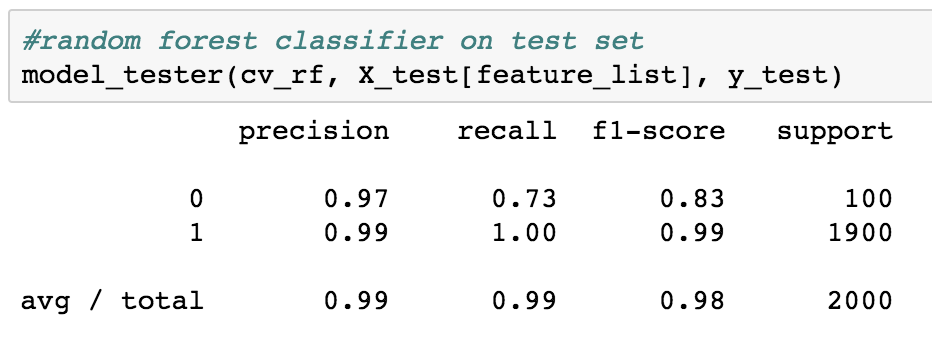 #random forest classifier on test set
model_tester(cv_rf, X_test[feature_list], y_test)
precision recall f1-score support
0 0.97 0.73 0.83 100
1 0.99 1.00 0.99 1900
avg / total 0.99 0.99 0.98 2000